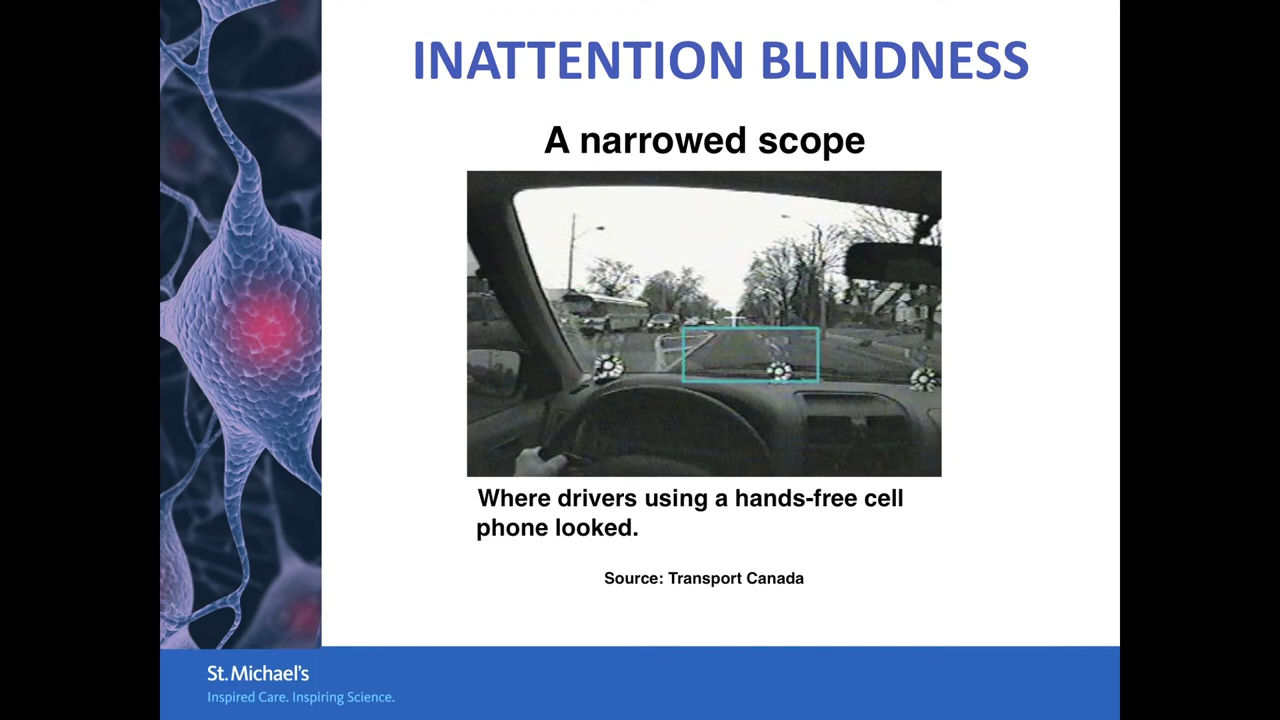 INATTENTION BLINDNESS
A narrowed scope
Where drivers using a hands-free cell
phone looked.
Source: Transport Canada
St. Michael's
Inspired Care. Inspiring Science.